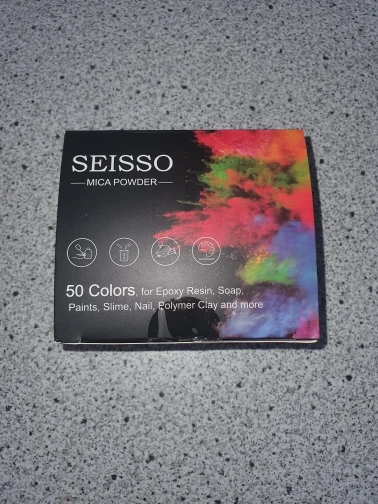 SEISSO
MICA POWDER
50 Colors, for Epoxy Resin, Soap,
Paints, Slime, Nail, Polymer Clay and more